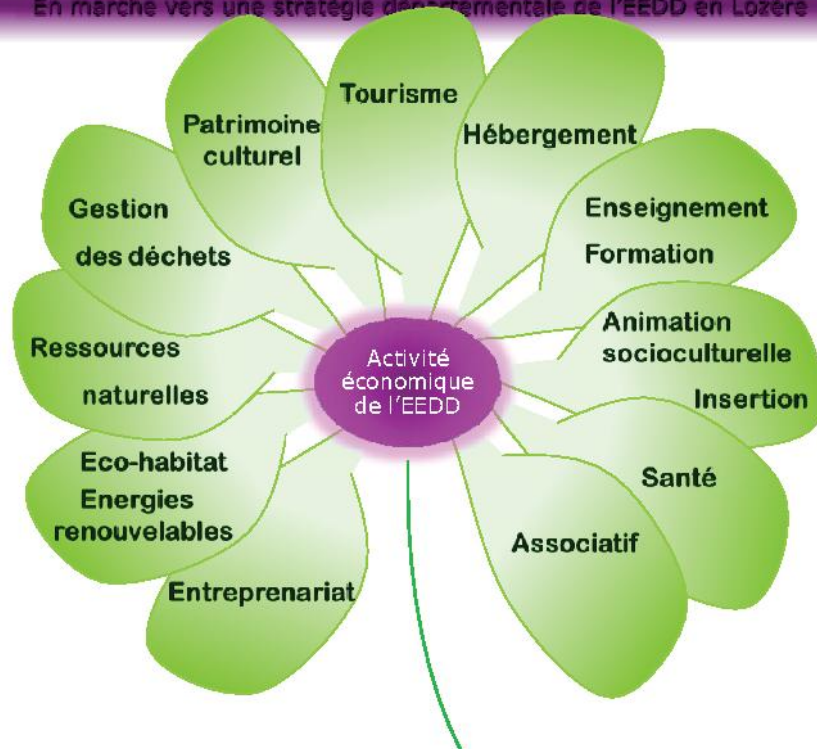 En marche vers une stratégie départementale de l'EEDD en Lozère
Tourisme
Patrimoine
culturel
Hébergement
Gestion
des déchets
Enseignement
Formation
Ressources
naturelles
Activité
économique
de l'EEDD
Animation
socioculturelle
Insertion
Eco-habitat
Energies
renouvelables
Santé
Associatif
Entreprenariat